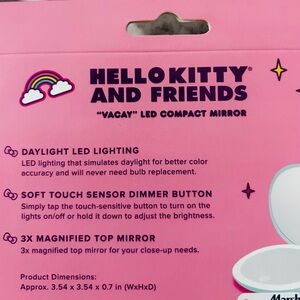 HELLO KITTY®
AND FRIENDS
"VACAY" LED COMPACT MIRROR
DAYLIGHT LED LIGHTING
LED lighting that simulates daylight for better color
accuracy and will never need bulb replacement.
SOFT TOUCH SENSOR DIMMER BUTTON
Simply tap the touch-sensitive button to turn on the
lights on/off or hold it down to adjust the brightness.
3X MAGNIFIED TOP MIRROR
3x magnified top mirror for your close-up needs.
Product Dimensions:
Approx. 3.54 x 3.54 x 0.7 in (WxHxD)